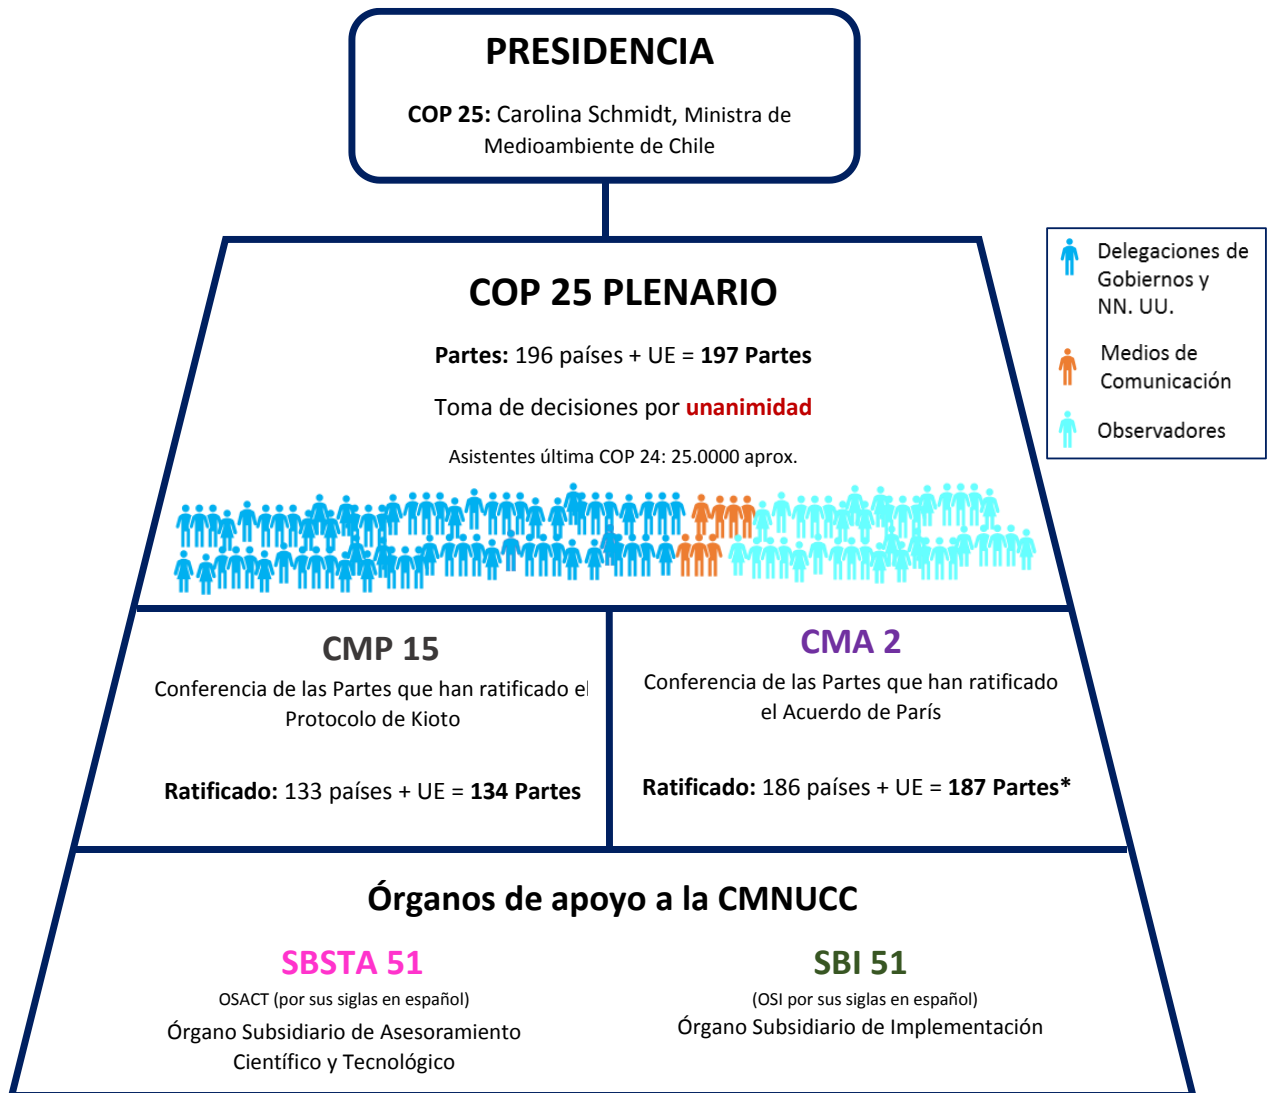 PRESIDENCIA
COP 25: Carolina Schmidt, Ministra de
Medioambiente de Chile
COP 25 PLENARIO
Partes: 196 países + UE = 197 Partes
Toma de decisiones por unanimidad
Asistentes última COP 24: 25.0000 aprox.
Delegaciones de
Gobiernos y
NN. UU.
Medios de
Comunicación
Observadores
CMP 15
Conferencia de las Partes que han ratificado el
Protocolo de Kioto
Ratificado: 133 países + UE = 134 Partes
CMA 2
Conferencia de las Partes que han ratificado
el Acuerdo de París
Ratificado: 186 países + UE = 187 Partes*
Órganos de apoyo a la CMNUCC
SBSTA 51
OSACT (por sus siglas en español)
Órgano Subsidiario de Asesoramiento
Científico y Tecnológico
SBI 51
(OSI por sus siglas en español)
Órgano Subsidiario de Implementación